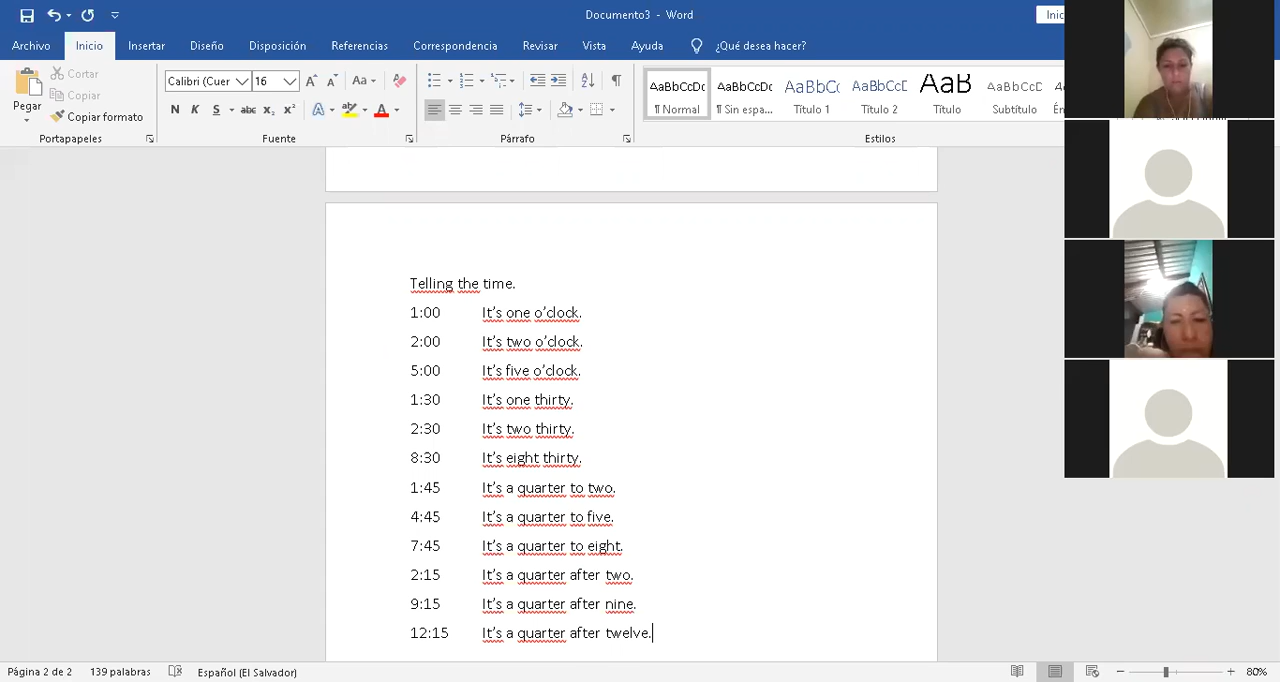 Documento3 - Word
Inic
Archivo Inicio Insertar Diseño Disposición Referencias Correspondencia Revisar Vista Ayuda ¿Qué desea hacer?
Pegar
Cortar
Copiar
Copiar formato
Portapapeles
Calibri (Cuer 16
Aa
N K S abc x₂ x²
Fuente
Párrafo
AaBbCcDc AaBbCcDc AaBbCc AaBbCcD AaB AaBbCcD
¶ Normal ¶ Sin espa... Título 1 Título 2 Título Subtítulo
Estilos
Telling the time.
1:00 It's one o'clock.
2:00 It's two o'clock.
5:00 It's five o'clock.
1:30 It's one thirty.
2:30 It's two thirty.
8:30 It's eight thirty.
1:45 It's a quarter to two.
4:45 It's a quarter to five.
7:45 It's a quarter to eight.
2:15 It's a quarter after two.
9:15 It's a quarter after nine.
12:15 It's a quarter after twelve.
Página 2 de 2 139 palabras Español (El Salvador) 80%